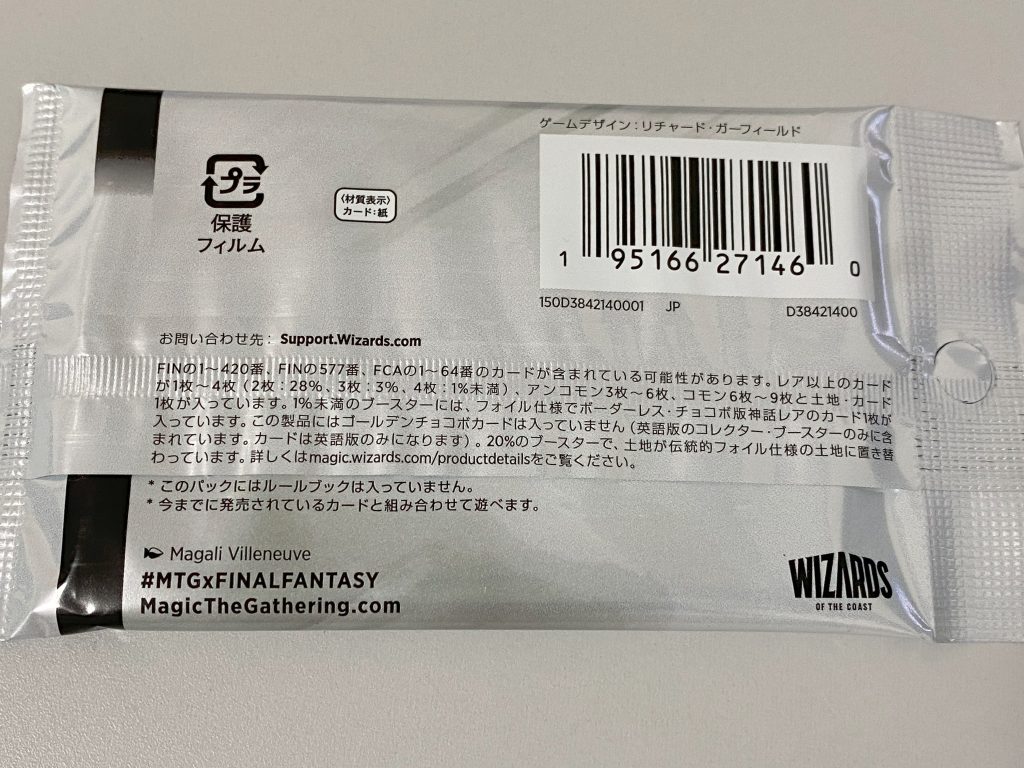 ゲームデザイン：リチャード・ガーフィールド
プラ
保護
フィルム
〈材質表示〉
カード：紙
1 95166 27146 0
150D3842140001 JP D38421400
お問い合わせ先： Support.Wizards.com
FINの1～420番、FINの577番、FCAの1～64番のカードが含まれている可能性があります。レア以上のカード
が1枚～4枚（2枚：28%、3枚：3%、4枚：1%未満）、アンコモン3枚～6枚、コモン6枚～9枚と土地・カード
1枚が入っています。1%未満のブースターには、フォイル仕様でボーダーレス・チョコボ版神話レアのカード1枚が
入っています。この製品にはゴールデンチョコボカードは入っていません（英語版のコレクター・ブースターのみに含
まれています。カードは英語版のみになります）。20%のブースターで、土地が伝統的フォイル仕様の土地に置き替
わっています。詳しくはmagic.wizards.com/productdetailsをご覧ください。
* このパックにはルールブックは入っていません。
* 今までに発売されているカードと組み合わせて遊べます。
Magali Villeneuve
#MTGxFINALFANTASY
MagicTheGathering.com
WIZARDS
OF THE COAST